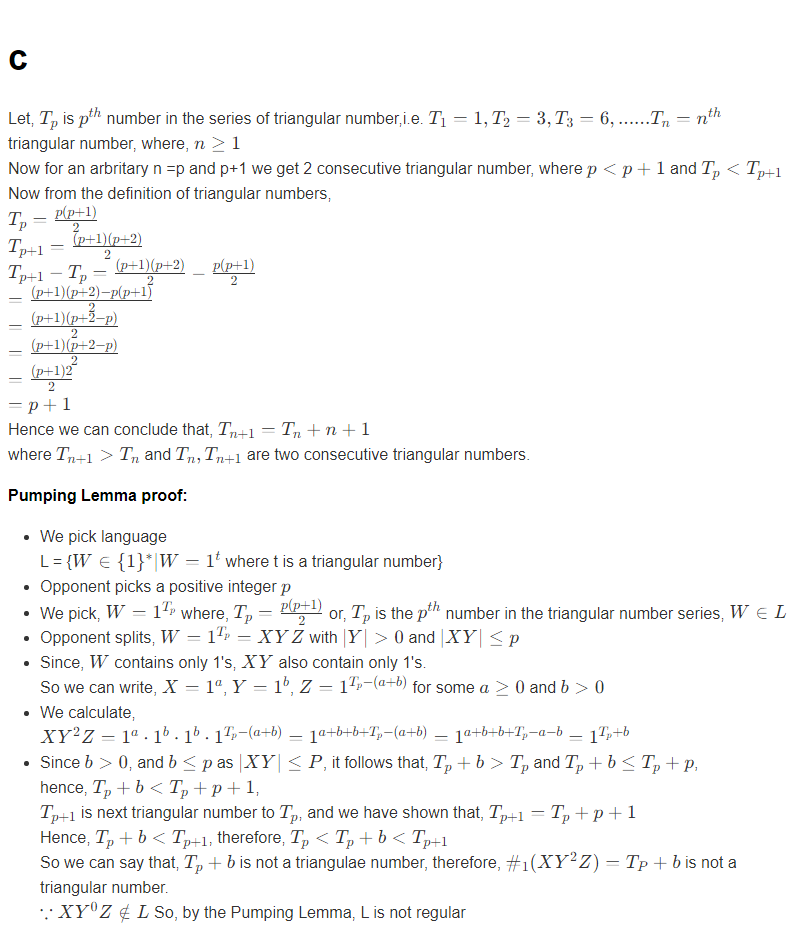 c
Let, $T_p$ is $p^{th}$ number in the series of triangular number,i.e. $T_1 = 1, T_2 = 3, T_3 = 6, ......T_n = n^{th}$
triangular number, where, $n \geq 1$
Now for an arbritary n =p and p+1 we get 2 consecutive triangular number, where $p < p + 1$ and $T_p < T_{p+1}$
Now from the definition of triangular numbers,
$T_p = \frac{p(p+1)}{2}$
$T_{p+1} = \frac{(p+1)(p+2)}{2}$
$T_{p+1} - T_p = \frac{(p+1)(p+2)}{2} - \frac{p(p+1)}{2}$
$= \frac{(p+1)(p+2)-p(p+1)}{2}$
$= \frac{(p+1)(p+2-p)}{2}$
$= \frac{(p+1)(p+2-p)}{2}$
$= \frac{(p+1)2}{2}$
$= p + 1$
Hence we can conclude that, $T_{n+1} = T_n + n + 1$
where $T_{n+1} > T_n$ and $T_n, T_{n+1}$ are two consecutive triangular numbers.
Pumping Lemma proof:
• We pick language
L = {$W \in \{1\}^*|W = 1^t$ where t is a triangular number}
• Opponent picks a positive integer $p$
• We pick, $W = 1^{T_p}$ where, $T_p = \frac{p(p+1)}{2}$ or, $T_p$ is the $p^{th}$ number in the triangular number series, $W \in L$
• Opponent splits, $W = 1^{T_p} = XYZ$ with $|Y| > 0$ and $|XY| \leq p$
• Since, $W$ contains only 1's, $XY$ also contain only 1's.
So we can write, $X = 1^a$, $Y = 1^b$, $Z = 1^{T_p-(a+b)}$ for some $a \geq 0$ and $b > 0$
• We calculate,
$XY^2Z = 1^a \cdot 1^b \cdot 1^b \cdot 1^{T_p-(a+b)} = 1^{a+b+b+T_p-(a+b)} = 1^{a+b+b+T_p-a-b} = 1^{T_p+b}$
• Since $b > 0$, and $b \leq p$ as $|XY| \leq P$, it follows that, $T_p + b > T_p$ and $T_p + b \leq T_p + p$,
hence, $T_p + b < T_p + p + 1$,
$T_{p+1}$ is next triangular number to $T_p$, and we have shown that, $T_{p+1} = T_p + p + 1$
Hence, $T_p + b < T_{p+1}$, therefore, $T_p < T_p + b < T_{p+1}$
So we can say that, $T_p + b$ is not a triangulae number, therefore, $\#_1(XY^2Z) = T_P + b$ is not a
triangular number.
$\because XY^0Z \notin L$ So, by the Pumping Lemma, L is not regular